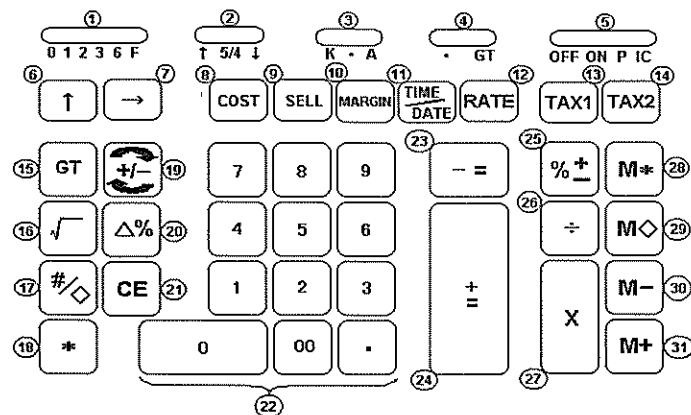 1 2 3 4 5
0 1 2 3 6 F ↑ 5/4 ↓ K · A · GT OFF ON P IC
6 7 8 9 10 11 12 13 14
↑ → COST SELL MARGIN TIME/DATE RATE TAX1 TAX2
23 25
15 GT +/− 19 7 8 9 − = %± M* 28
26
16 √ △% 20 4 5 6 ÷ M◇ 29
17 #/◇ CE 21 1 2 3 + = X M− 30
18 * 0 00 . M+ 31
22 24 27